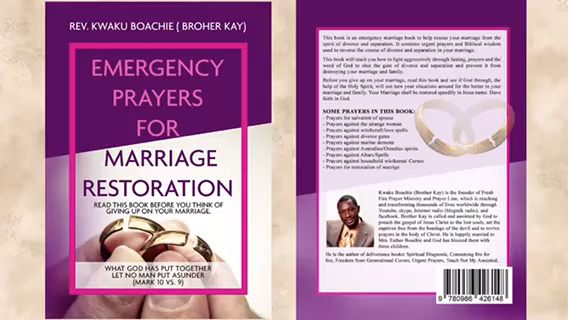 REV. KWAKU BOACHIE ( BROHER KAY)
EMERGENCY
PRAYERS
FOR
MARRIAGE
RESTORATION
READ THIS BOOK BEFORE YOU THINK OF
GIVING UP ON YOUR MARRIAGE.
WHAT GOD HAS PUT TOGETHER
LET NO MAN PUT ASUNDER
(MARK 10 VS. 9)
This book is an emergency marriage book to help rescue your marriage from the
spirit of divorce and separation. It contains urgent prayers and Biblical wisdom
used to reverse the course of divorce and separation in your marriage.
This book will teach you how to fight aggressively through fasting, prayers and the
word of God to shut the gate of divorce and separation and prevent it from
destroying your marriage and family.
Before you give up on your marriage, read this book and see if God through, the
help of the Holy Spirit, will not turn your situations around for the better in your
marriage and family. Your Marriage shall be restored speedily in Jesus name. Have
faith in God.
SOME PRAYERS IN THIS BOOK:
- Prayers for salvation of spouse
- Prayers against the strange woman
- Prayers against witchcraft/love spells
- Prayers against divorce gates
- Prayers against marine demons
- Prayers against Asmodius/Osmilius spirits
- Prayers against Altars/Spells
- Prayers against household wickedness/ Curses
- Prayers for restoration of marrige
Kwaku Boachie (Brother Kay) is the founder of Fresh
Fire Prayer Ministry and Prayer Line, which is reaching
and transforming thousands of lives worldwide through
Youtube, skype, Internet radio (blogtalk radio), and
facebook. Brother Kay is called and anointed by God to
preach the gospel of Jesus Christ to the lost souls, set the
captives free from the bondage of the devil and to revive
prayers in the body of Christ. He is happily married to
Mrs. Esther Boachie and God has blessed them with
three children.
He is the author of deliverance books: Spiritual Diagnosis, Consuming fire for
fire, Freedom from Generational Curses, Urgent Prayers, Touch Not My Anointed,
9 780986 426148